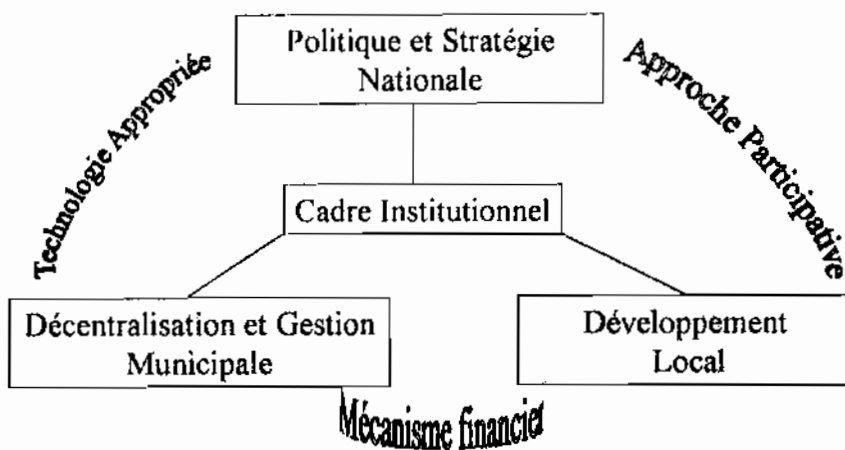 Politique et Stratégie
Nationale
Technologie Appropriée
Approche Participative
Cadre Institutionnel
Décentralisation et Gestion
Municipale
Développement
Local
Mécanisme financier